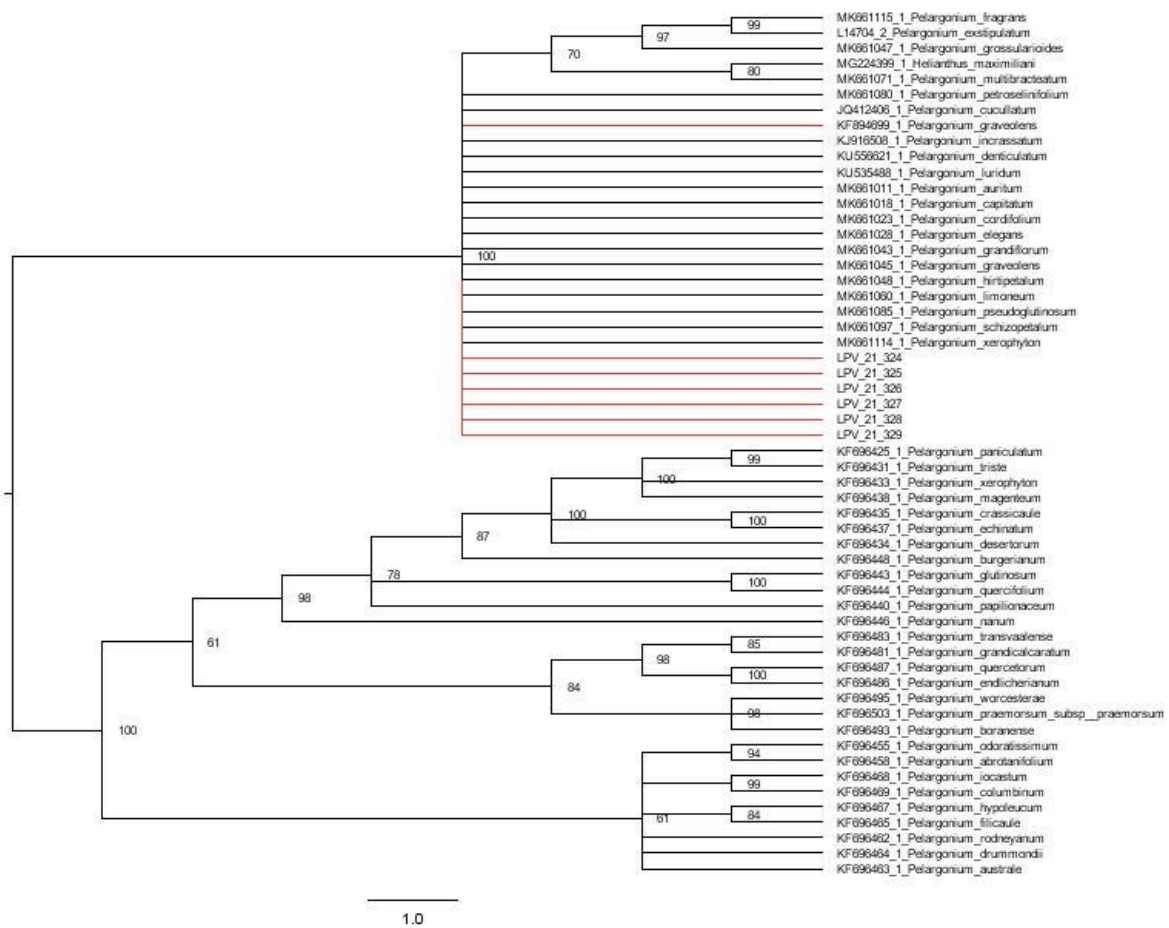 MK661115_1_Pelargonium_fragrans
99
L14704_2_Pelargonium_exstipulatum
97
MK661047_1_Pelargonium_grossularioides
70
MG224399_1_Helianthus_maximiliani
80
MK661071_1_Pelargonium_multibracteatum
MK661080_1_Pelargonium_petroselinifolium
JQ412406_1_Pelargonium_cucullatum
KF894699_1_Pelargonium_graveolens
KJ916508_1_Pelargonium_incrassatum
KU556621_1_Pelargonium_denticulatum
KU535488_1_Pelargonium_luridum
MK661011_1_Pelargonium_auritum
MK661018_1_Pelargonium_capitatum
MK661023_1_Pelargonium_cordifolium
MK661028_1_Pelargonium_elegans
MK661043_1_Pelargonium_grandiflorum
100
MK661045_1_Pelargonium_graveolens
MK661048_1_Pelargonium_hirtipetalum
MK661060_1_Pelargonium_limoneum
MK661085_1_Pelargonium_pseudoglutinosum
MK661097_1_Pelargonium_schizopetalum
MK661114_1_Pelargonium_xerophyton
LPV_21_324
LPV_21_325
LPV_21_326
LPV_21_327
LPV_21_328
LPV_21_329
KF696425_1_Pelargonium_paniculatum
99
KF696431_1_Pelargonium_triste
100
KF696433_1_Pelargonium_xerophyton
KF696438_1_Pelargonium_magenteum
100
KF696435_1_Pelargonium_crassicaule
100
KF696437_1_Pelargonium_echinatum
87
KF696434_1_Pelargonium_desertorum
KF696448_1_Pelargonium_burgerianum
78
KF696443_1_Pelargonium_glutinosum
100
KF696444_1_Pelargonium_quercifolium
98
KF696440_1_Pelargonium_papilionaceum
KF696446_1_Pelargonium_nanum
61
KF696483_1_Pelargonium_transvaalense
85
KF696481_1_Pelargonium_grandicalcaratum
98
KF696487_1_Pelargonium_quercetorum
100
KF696486_1_Pelargonium_endlicherianum
84
KF696495_1_Pelargonium_worcesterae
98
KF696503_1_Pelargonium_praemorsum_subsp__praemorsum
KF696493_1_Pelargonium_boranense
100
KF696455_1_Pelargonium_odoratissimum
94
KF696458_1_Pelargonium_abrotanifolium
KF696468_1_Pelargonium_iocastum
99
KF696469_1_Pelargonium_columbinum
KF696467_1_Pelargonium_hypoleucum
84
61
KF696465_1_Pelargonium_filicaule
KF696462_1_Pelargonium_rodneyanum
KF696464_1_Pelargonium_drummondii
KF696463_1_Pelargonium_australe
1.0